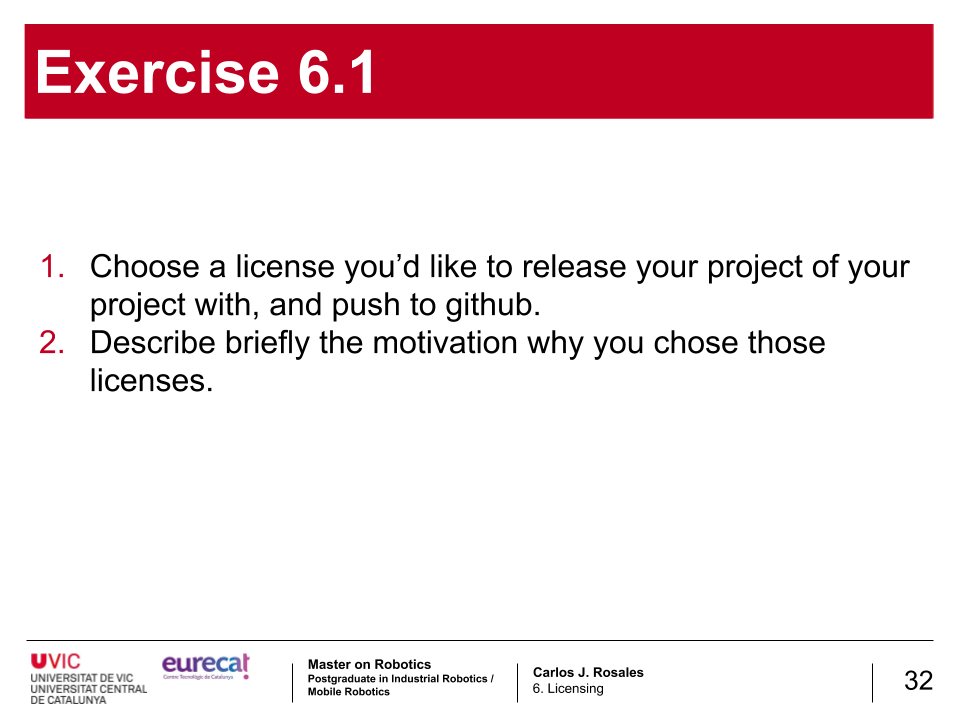 Exercise 6.1
1. Choose a license you’d like to release your project of your
project with, and push to github.
2. Describe briefly the motivation why you chose those
licenses.
UVIC
UNIVERSITAT DE VIC
UNIVERSITAT CENTRAL
DE CATALUNYA
eurecat
Centre Tecnològic de Catalunya
Master on Robotics
Postgraduate in Industrial Robotics /
Mobile Robotics
Carlos J. Rosales
6. Licensing
32